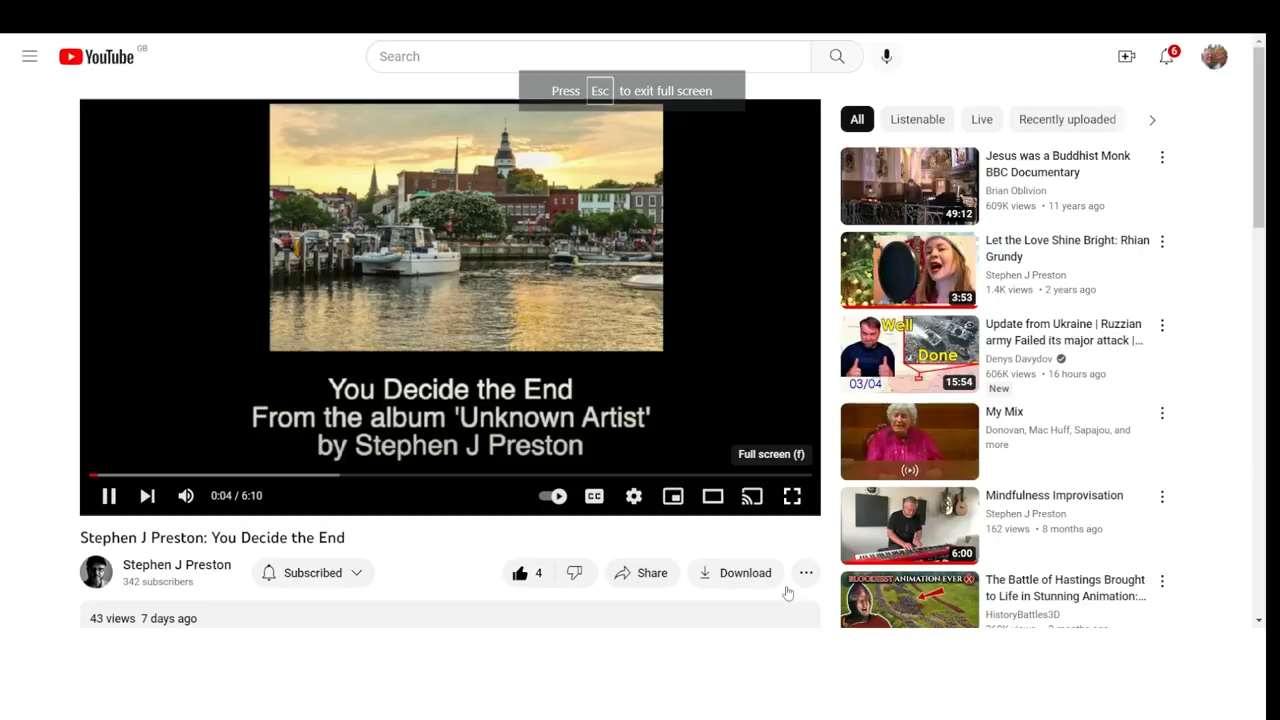 YouTube GB
Search
6
Press Esc to exit full screen
All
Listenable
Live
Recently uploaded
You Decide the End
From the album 'Unknown Artist'
by Stephen J Preston
Full screen (f)
0:04 / 6:10
CC
Stephen J Preston: You Decide the End
Stephen J Preston
342 subscribers
Subscribed
4
Share
Download
43 views 7 days ago
49:12
Jesus was a Buddhist Monk
BBC Documentary
Brian Oblivion
609K views • 11 years ago
3:53
Let the Love Shine Bright: Rhian
Grundy
Stephen J Preston
1.4K views • 2 years ago
Well
Done
03/04
15:54
Update from Ukraine | Ruzzian
army Failed its major attack |...
Denys Davydov
606K views • 16 hours ago
New
My Mix
Donovan, Mac Huff, Sapajou, and
more
6:00
Mindfulness Improvisation
Stephen J Preston
162 views • 8 months ago
BLOODIEST ANIMATION EVER
The Battle of Hastings Brought
to Life in Stunning Animation:...
HistoryBattles3D